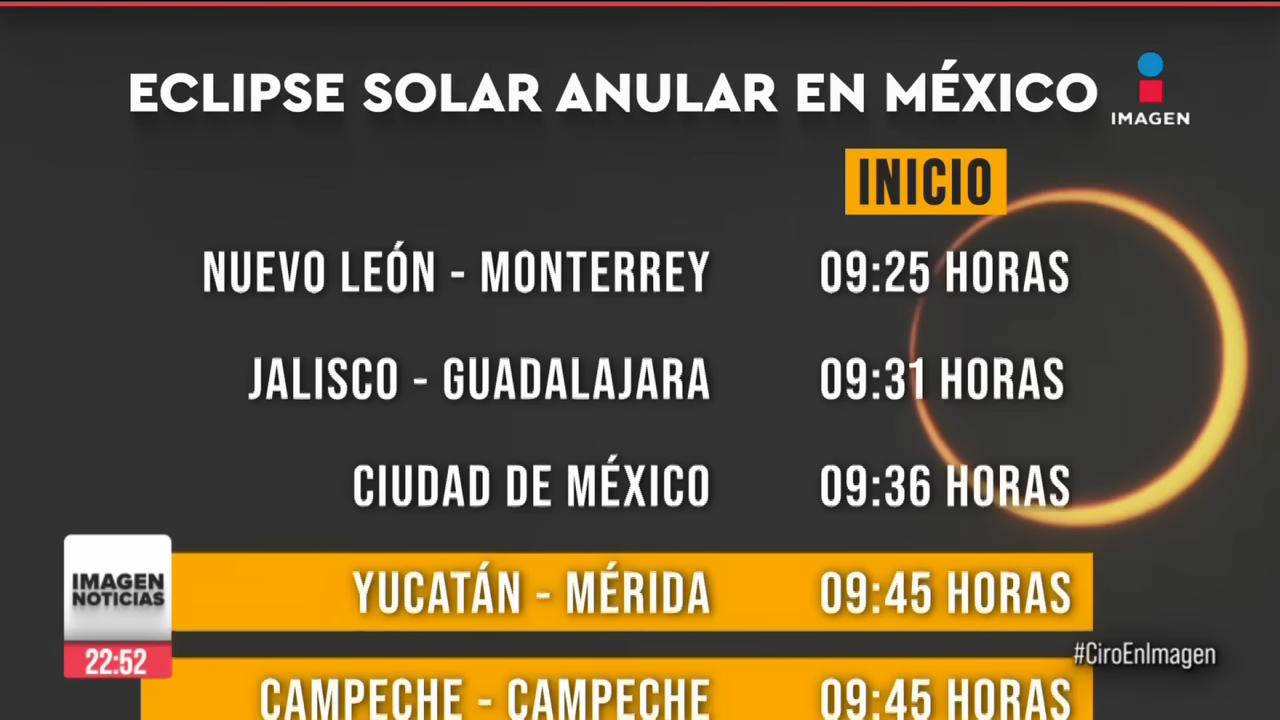 ECLIPSE SOLAR ANULAR EN MÉXICO
IMAGEN
INICIO
NUEVO LEÓN - MONTERREY 09:25 HORAS
JALISCO - GUADALAJARA 09:31 HORAS
CIUDAD DE MÉXICO 09:36 HORAS
YUCATÁN - MÉRIDA 09:45 HORAS
IMAGEN
NOTICIAS
22:52
#CiroEnImagen
CAMPECHE - CAMPECHE 09:45 HORAS